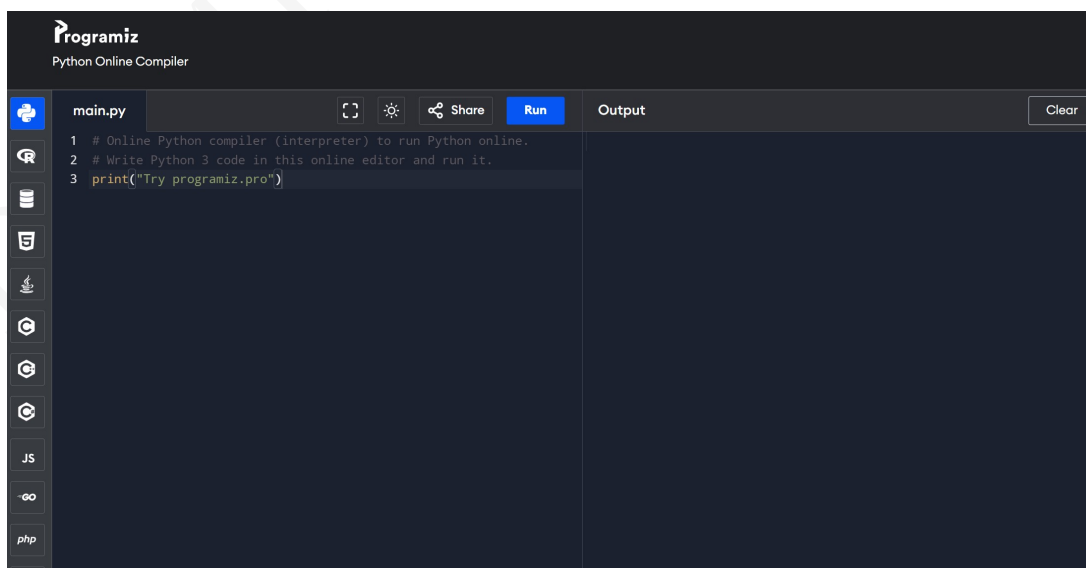 Programiz
Python Online Compiler
main.py
Share
Run
Output
Clear
1 # Online Python compiler (interpreter) to run Python online.
2 # Write Python 3 code in this online editor and run it.
3 print("Try programiz.pro")
JS
GO
php